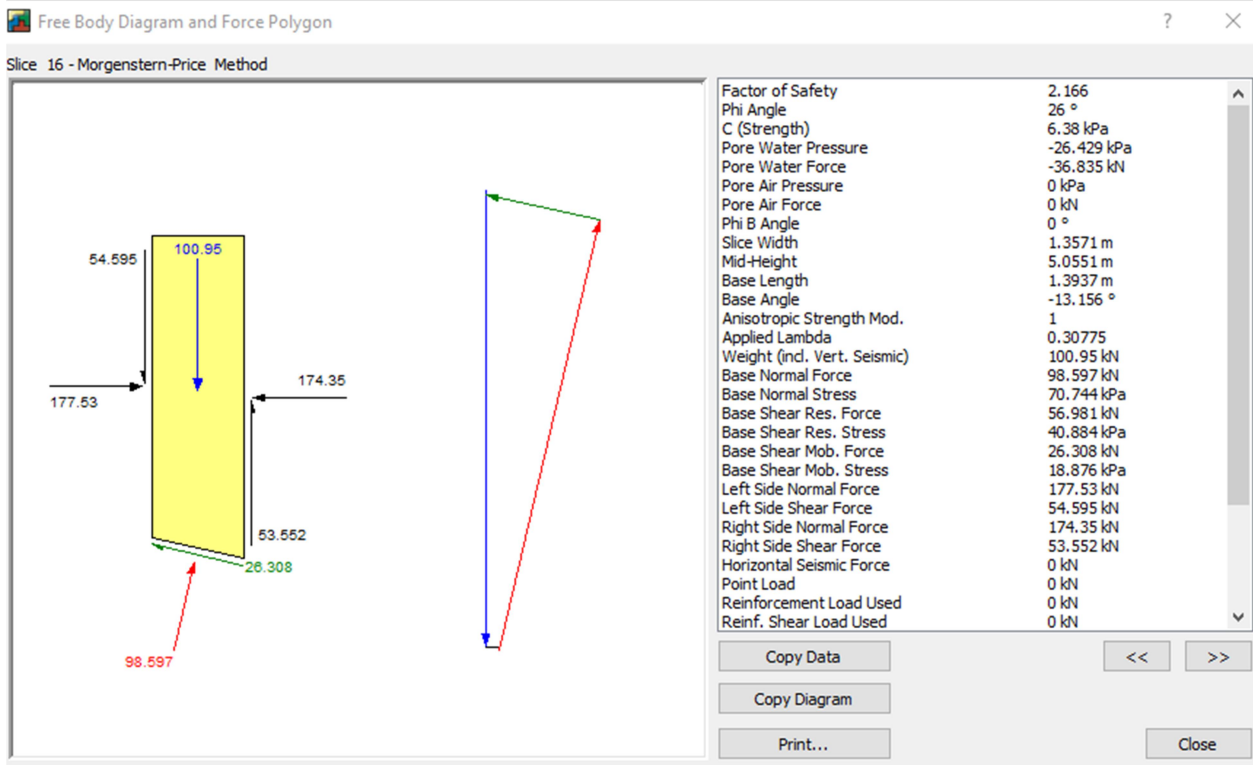 Free Body Diagram and Force Polygon
Slice 16 - Morgenstern-Price Method
100.95
54.595
174.35
177.53
53.552
26.308
98.597
Factor of Safety 2.166
Phi Angle 26 °
C (Strength) 6.38 kPa
Pore Water Pressure -26.429 kPa
Pore Water Force -36.835 kN
Pore Air Pressure 0 kPa
Pore Air Force 0 kN
Phi B Angle 0 °
Slice Width 1.3571 m
Mid-Height 5.0551 m
Base Length 1.3937 m
Base Angle -13.156 °
Anisotropic Strength Mod. 1
Applied Lambda 0.30775
Weight (incl. Vert. Seismic) 100.95 kN
Base Normal Force 98.597 kN
Base Normal Stress 70.744 kPa
Base Shear Res. Force 56.981 kN
Base Shear Res. Stress 40.884 kPa
Base Shear Mob. Force 26.308 kN
Base Shear Mob. Stress 18.876 kPa
Left Side Normal Force 177.53 kN
Left Side Shear Force 54.595 kN
Right Side Normal Force 174.35 kN
Right Side Shear Force 53.552 kN
Horizontal Seismic Force 0 kN
Point Load 0 kN
Reinforcement Load Used 0 kN
Reinf. Shear Load Used 0 kN
Copy Data << >>
Copy Diagram
Print... Close